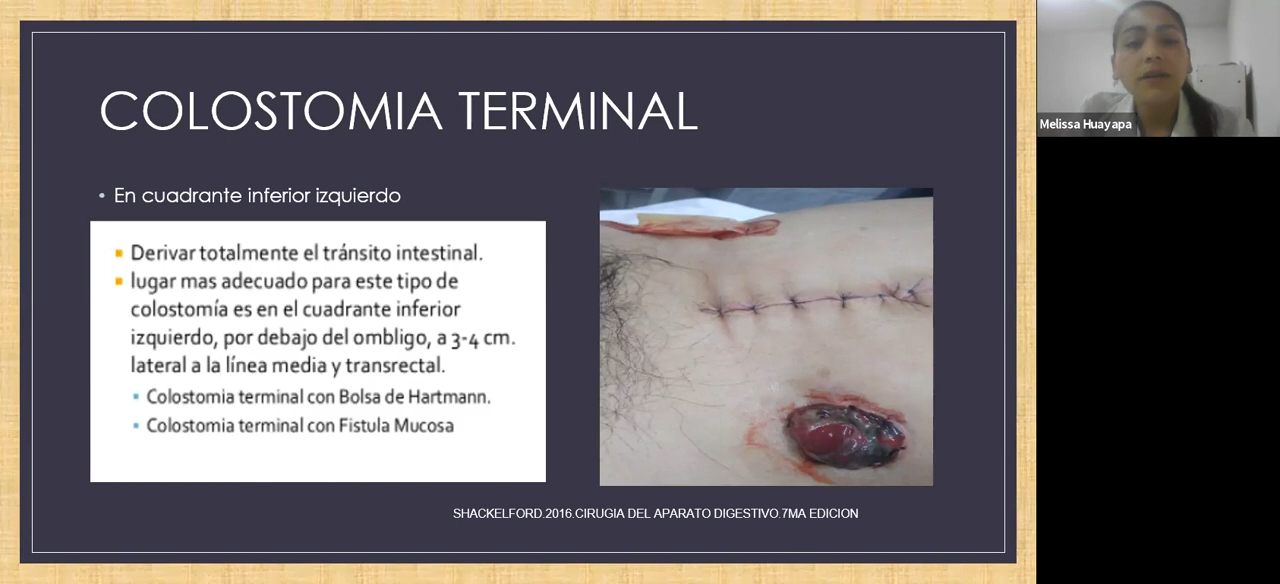 COLOSTOMIA TERMINAL
• En cuadrante inferior izquierdo
Derivar totalmente el tránsito intestinal.
lugar mas adecuado para este tipo de
colostomía es en el cuadrante inferior
izquierdo, por debajo del ombligo, a 3-4 cm.
lateral a la línea media y transrectal.
Colostomia terminal con Bolsa de Hartmann.
Colostomia terminal con Fistula Mucosa
SHACKELFORD.2016.CIRUGIA DEL APARATO DIGESTIVO.7MA EDICION
Melissa Huayapa